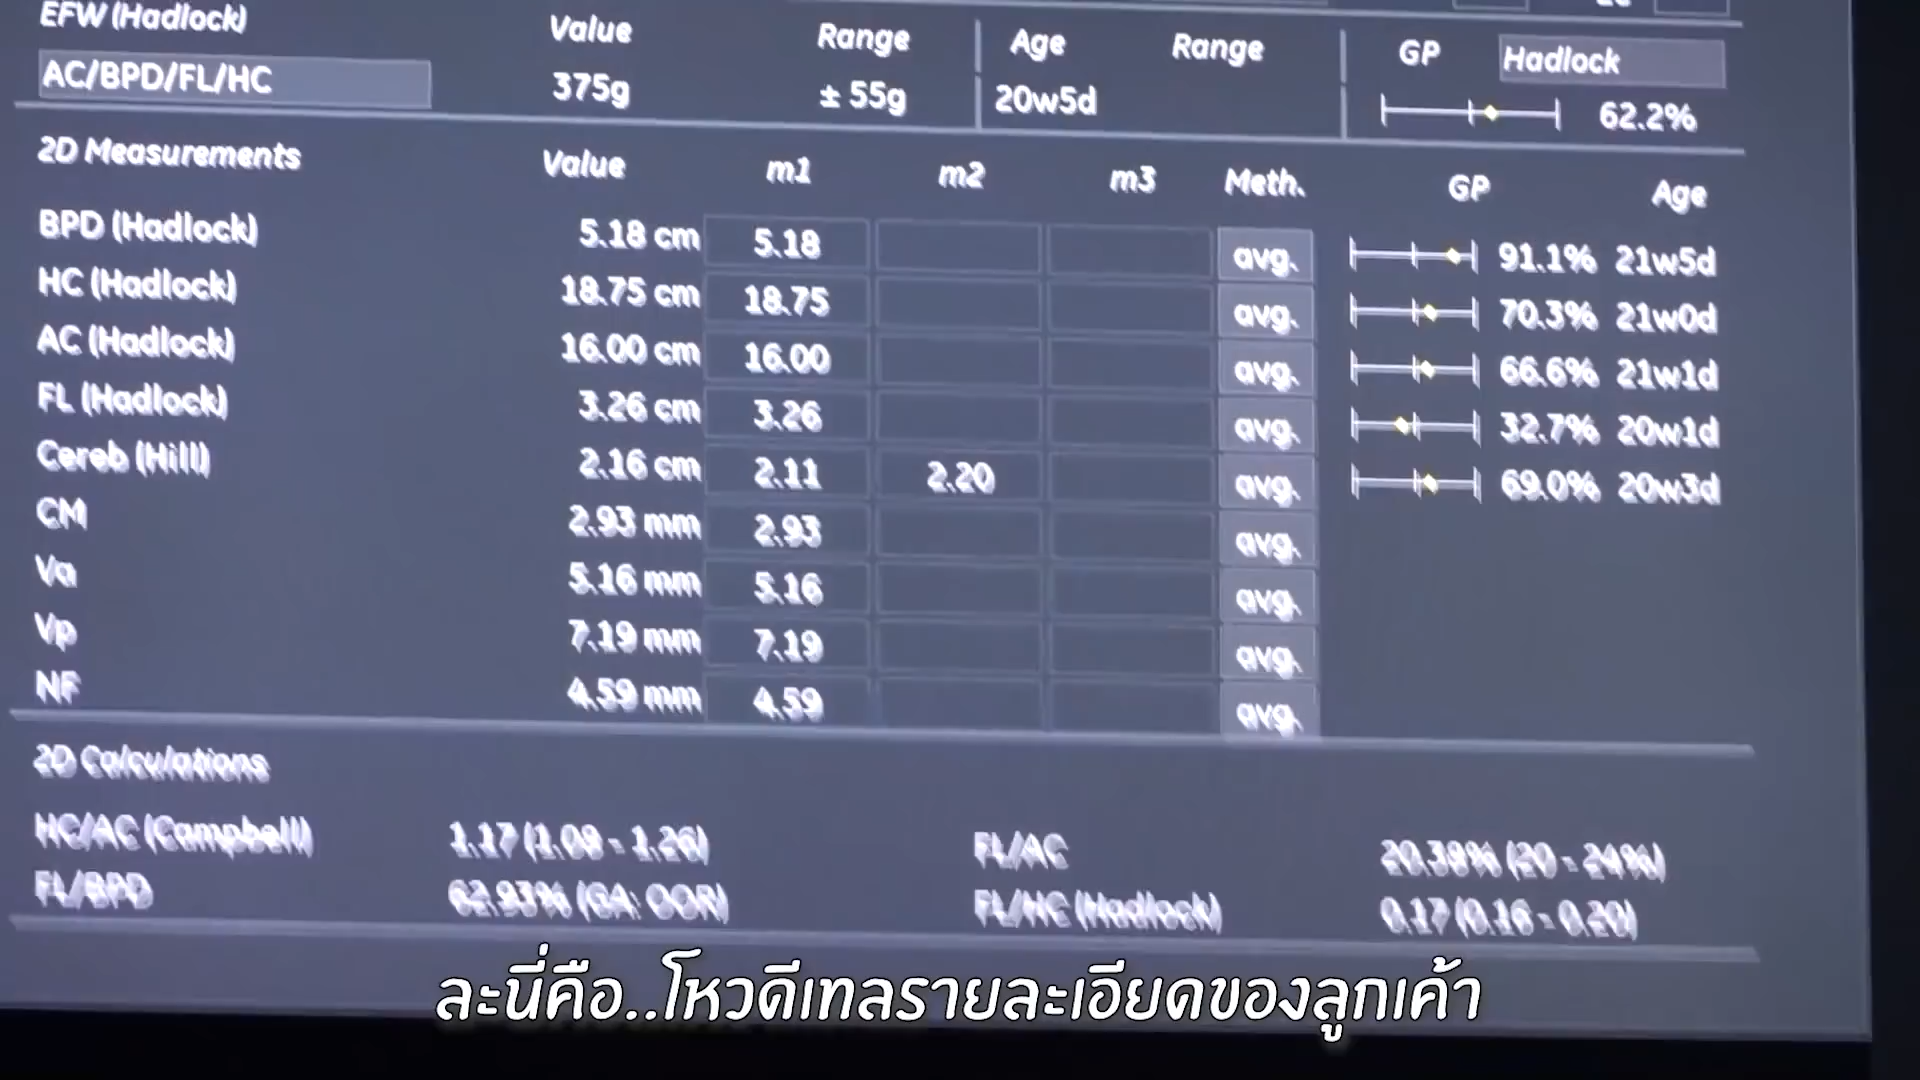 EFW (Hadlock) Value Range Age Range GP Hadlock
AC/BPD/FL/HC 375g ± 55g 20w5d 62.2%
2D Measurements Value m1 m2 m3 Meth. GP Age
BPD (Hadlock) 5.18 cm 5.18 avg. 91.1% 21w5d
HC (Hadlock) 18.75 cm 18.75 avg. 70.3% 21w0d
AC (Hadlock) 16.00 cm 16.00 avg. 66.6% 21w1d
FL (Hadlock) 3.26 cm 3.26 avg. 32.7% 20w1d
Cereb (Hill) 2.16 cm 2.11 2.20 avg. 69.0% 20w3d
CM 2.93 mm 2.93 avg.
Va 5.16 mm 5.16 avg.
Vp 7.19 mm 7.19 avg.
NF 4.59 mm 4.59 avg.
2D Calculations
HC/AC (Campbell) 1.17 (1.09 - 1.26) FL/AC 20.38% (20 - 24%)
FL/BPD 62.93% (GA: OOR) FL/HC (Hadlock) 0.17 (0.16 - 0.20)
ละนี่คือ..โหวดีเทลรายละเอียดของลูกเค้า